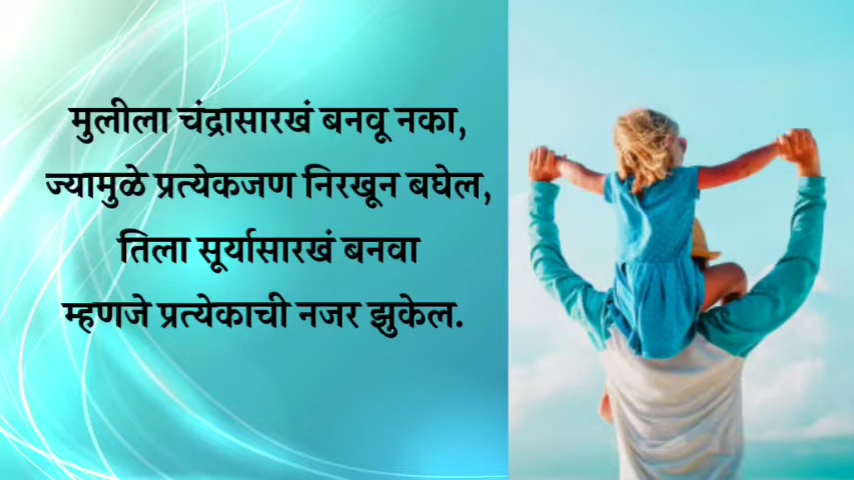 मुलीला चंद्रासारखं बनवू नका,
ज्यामुळे प्रत्येकजण निरखून बघेल,
तिला सूर्यासारखं बनवा
म्हणजे प्रत्येकाची नजर झुकेल.